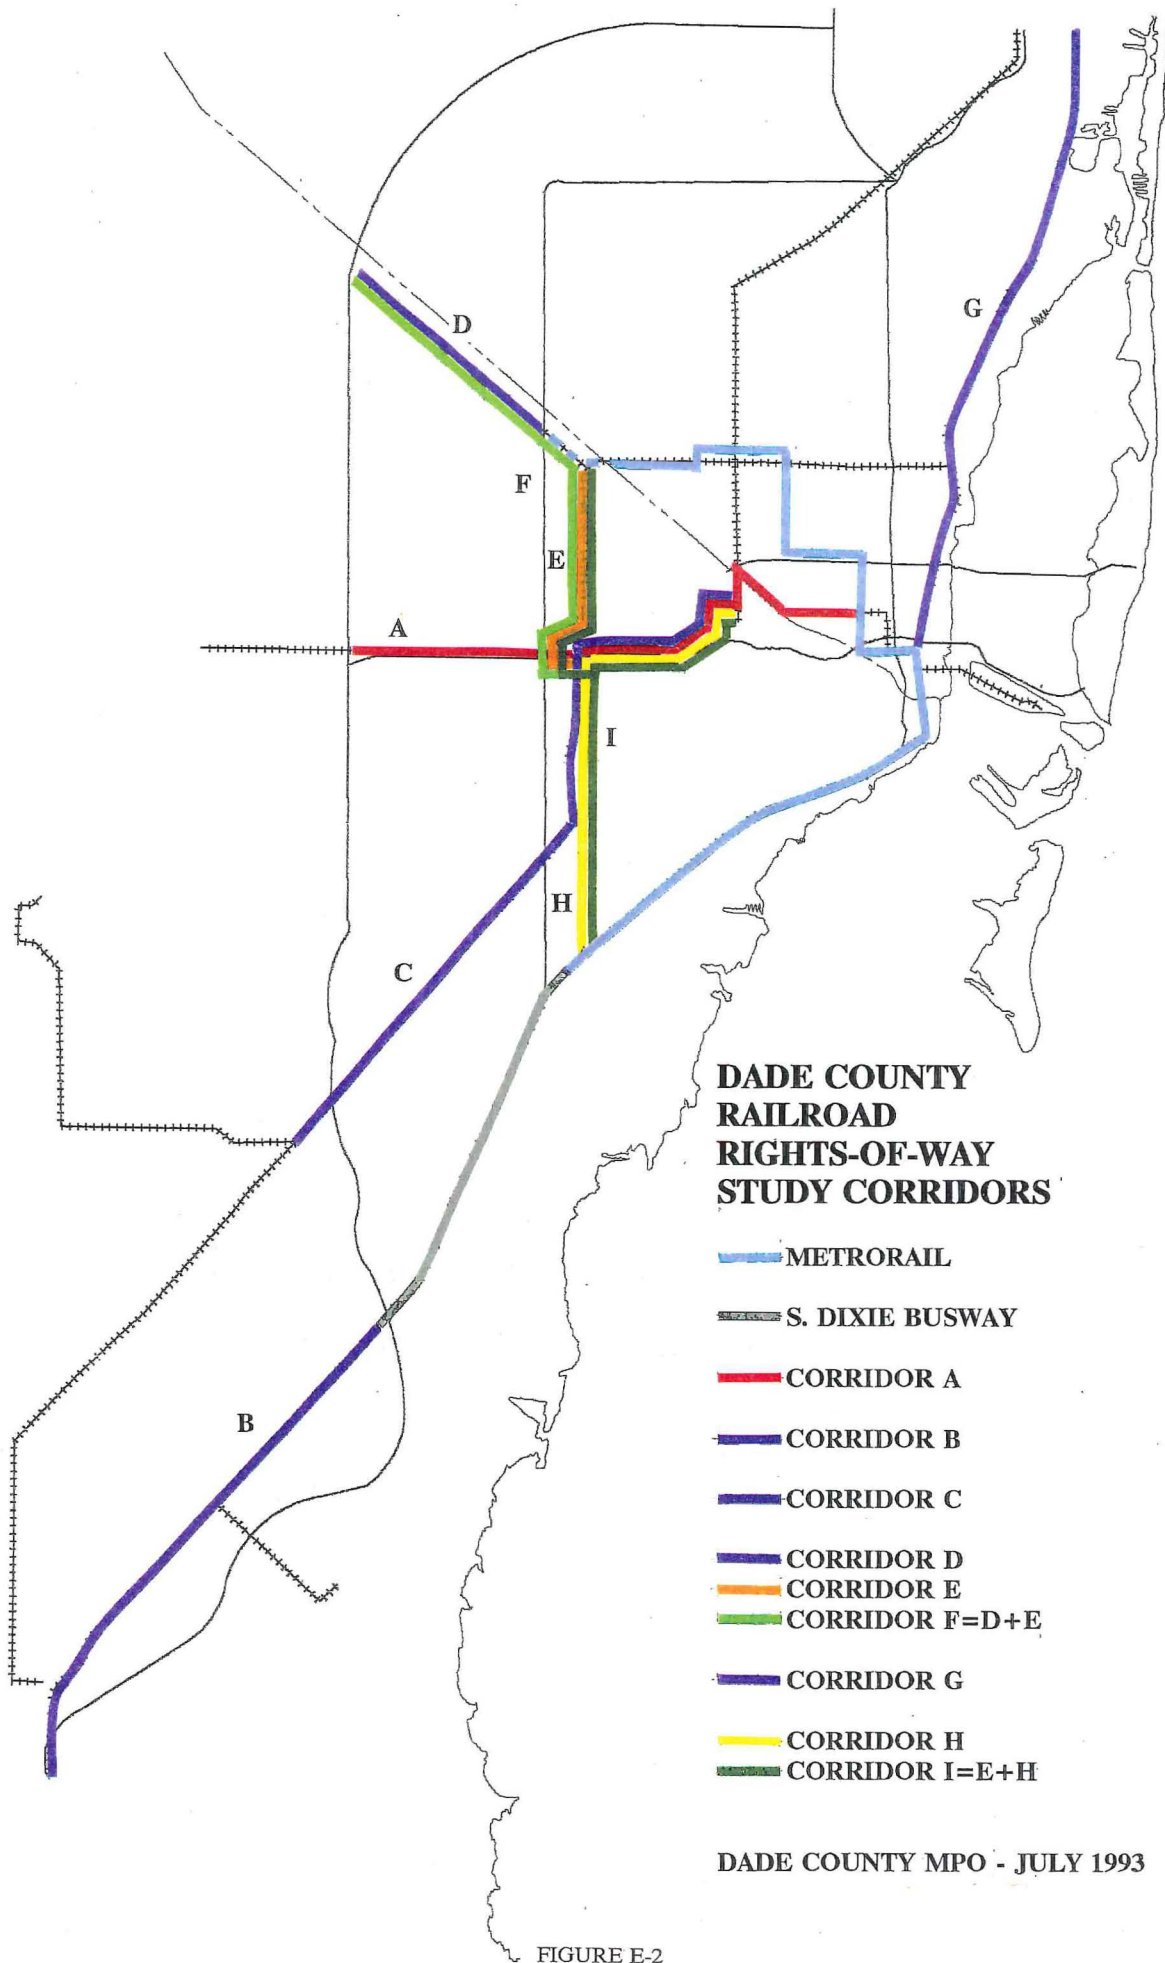 D
G
F
E
A
I
H
C
B
DADE COUNTY
RAILROAD
RIGHTS-OF-WAY
STUDY CORRIDORS
METRORAIL
S. DIXIE BUSWAY
CORRIDOR A
CORRIDOR B
CORRIDOR C
CORRIDOR D
CORRIDOR E
CORRIDOR F=D+E
CORRIDOR G
CORRIDOR H
CORRIDOR I=E+H
DADE COUNTY MPO - JULY 1993
FIGURE E-2